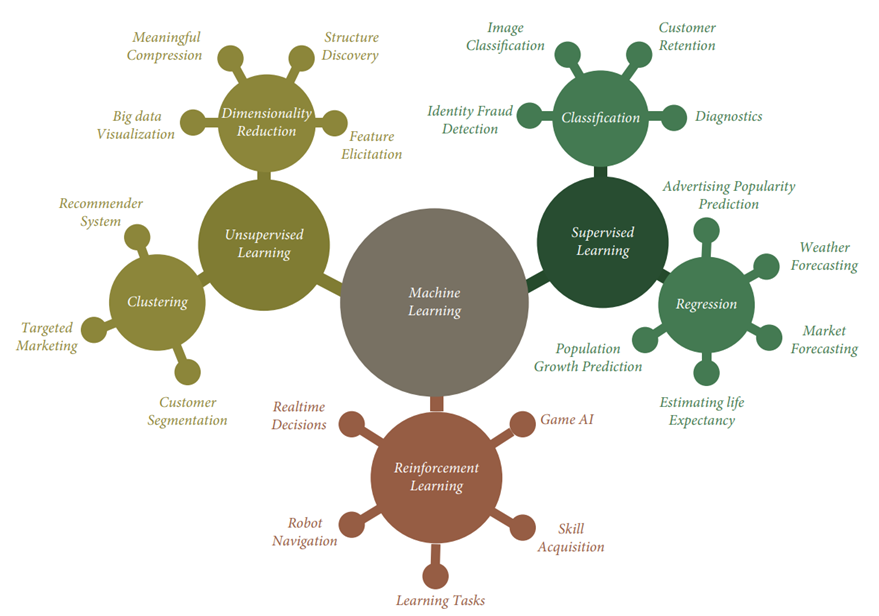 Meaningful
Compression
Structure
Discovery
Big data
Visualization
Dimensionality
Reduction
Feature
Elicitation
Recommender
System
Unsupervised
Learning
Clustering
Targeted
Marketing
Customer
Segmentation
Machine
Learning
Image
Classification
Customer
Retention
Identity Fraud
Detection
Classification
Diagnostics
Supervised
Learning
Advertising Popularity
Prediction
Weather
Forecasting
Regression
Market
Forecasting
Population
Growth Prediction
Estimating life
Expectancy
Realtime
Decisions
Game AI
Reinforcement
Learning
Robot
Navigation
Skill
Acquisition
Learning Tasks